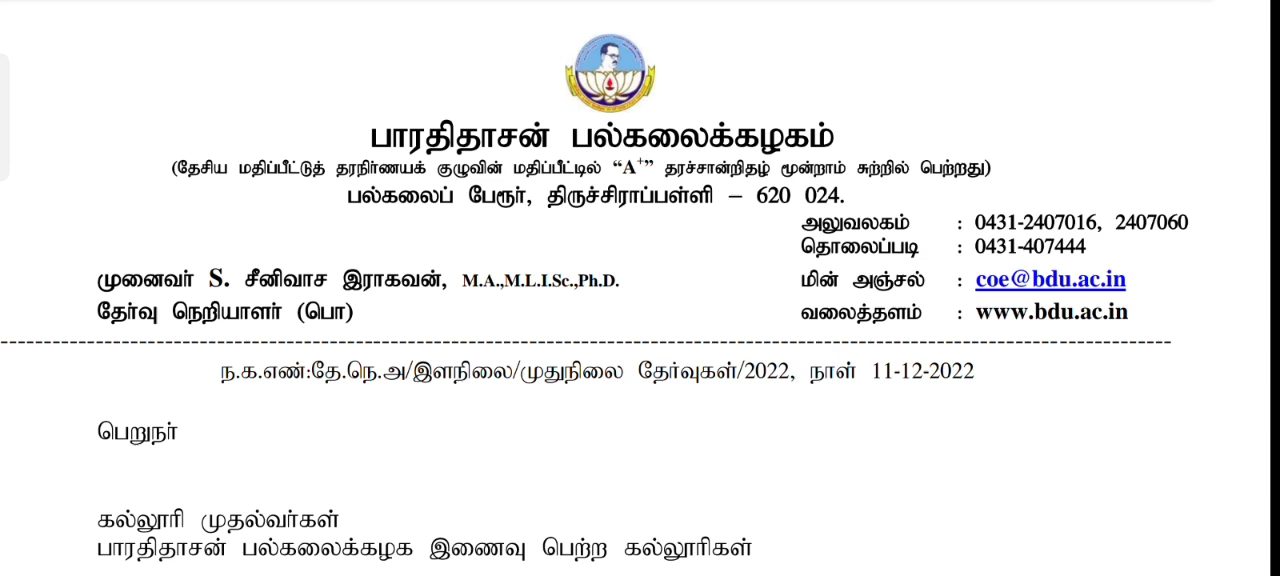 பாரதிதாசன் பல்கலைக்கழகம்
(தேசிய மதிப்பீட்டுத் தரநிர்ணயக் குழுவின் மதிப்பீட்டில் “A+” தரச்சான்றிதழ் மூன்றாம் சுற்றில் பெற்றது)
பல்கலைப் பேரூர், திருச்சிராப்பள்ளி – 620 024.
அலுவலகம் : 0431-2407016, 2407060
தொலைப்படி : 0431-407444
முனைவர் S. சீனிவாச இராகவன், M.A.,M.L.I.Sc.,Ph.D. மின் அஞ்சல் : coe@bdu.ac.in
தேர்வு நெறியாளர் (பொ) வலைத்தளம் : www.bdu.ac.in
ந.க.எண்:தே.நெ.அ/இளநிலை/முதுநிலை தேர்வுகள்/2022, நாள் 11-12-2022
பெறுநர்
கல்லூரி முதல்வர்கள்
பாரதிதாசன் பல்கலைக்கழக இணைவு பெற்ற கல்லூரிகள்